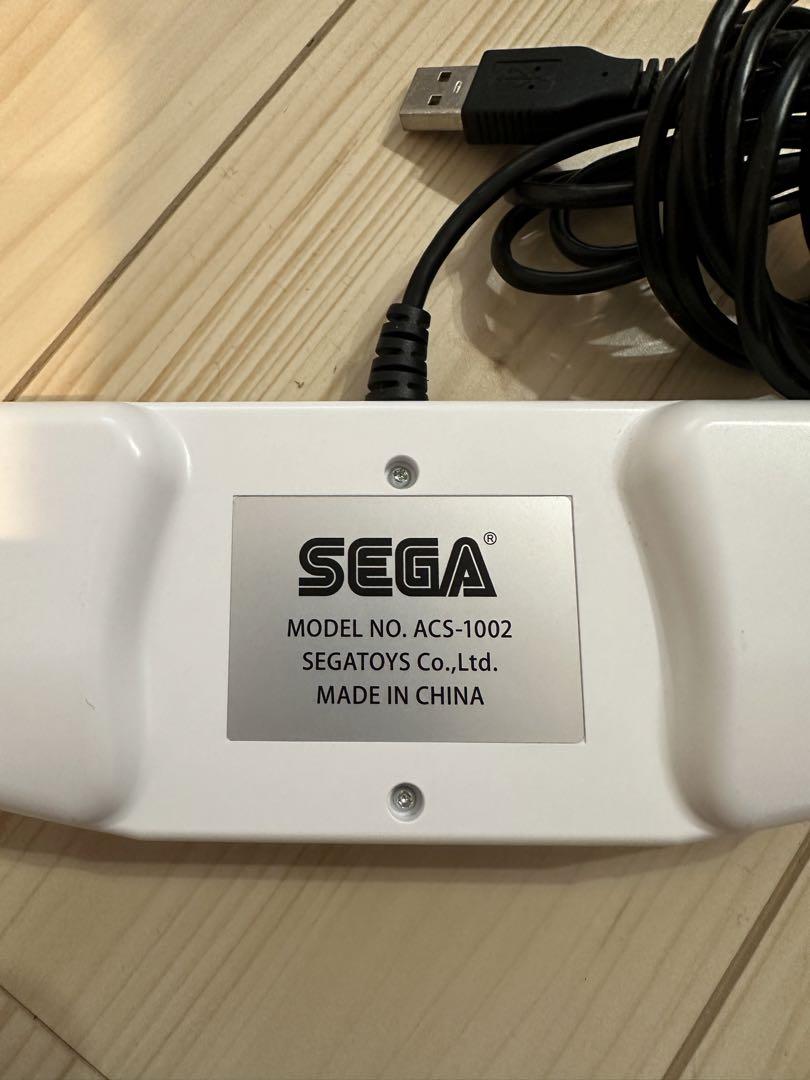 SEGA®
MODEL NO. ACS-1002
SEGATOYS Co.,Ltd.
MADE IN CHINA